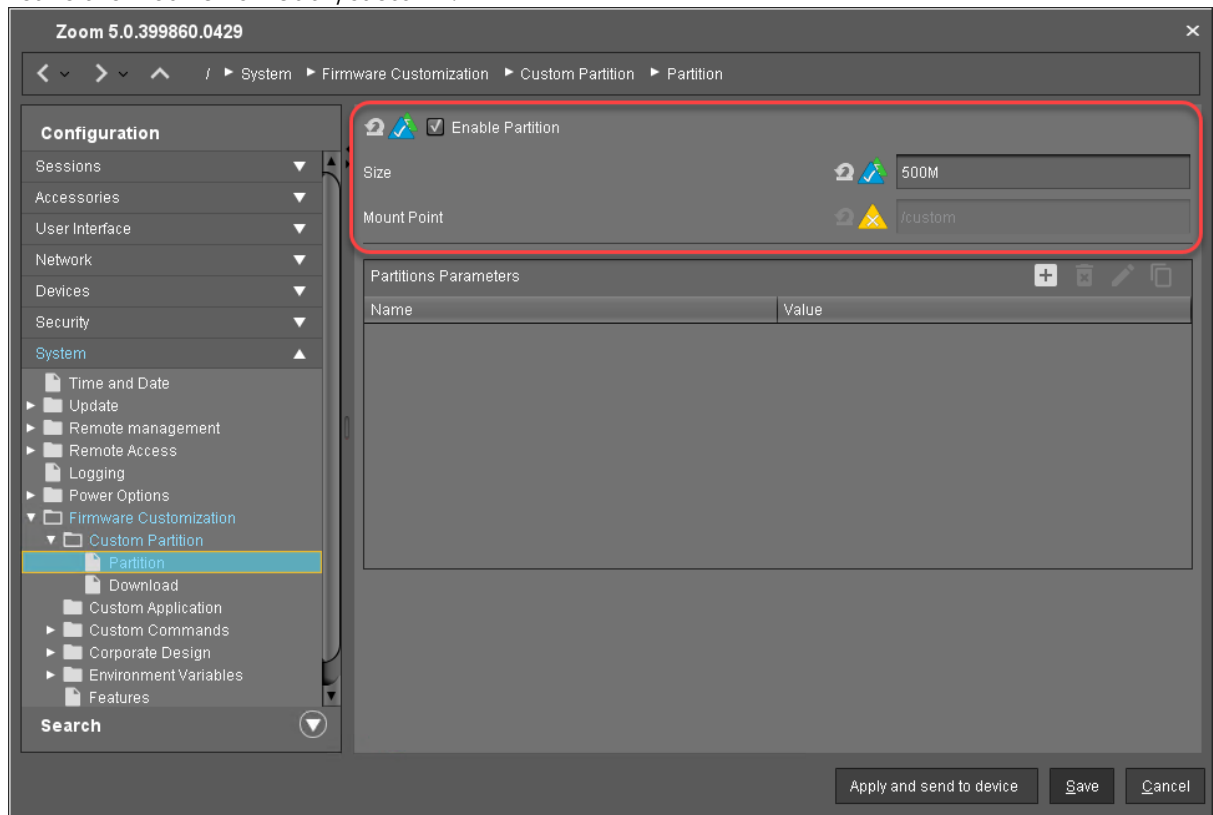 Zoom 5.0.399860.0429
/ ► System ► Firmware Customization ► Custom Partition ► Partition
Configuration
Sessions
Accessories
User Interface
Network
Devices
Security
System
Time and Date
Update
Remote management
Remote Access
Logging
Power Options
Firmware Customization
Custom Partition
Partition
Download
Custom Application
Custom Commands
Corporate Design
Environment Variables
Features
Search
Enable Partition
Size
500M
Mount Point
/custom
Partitions Parameters
Name Value
Apply and send to device Save Cancel